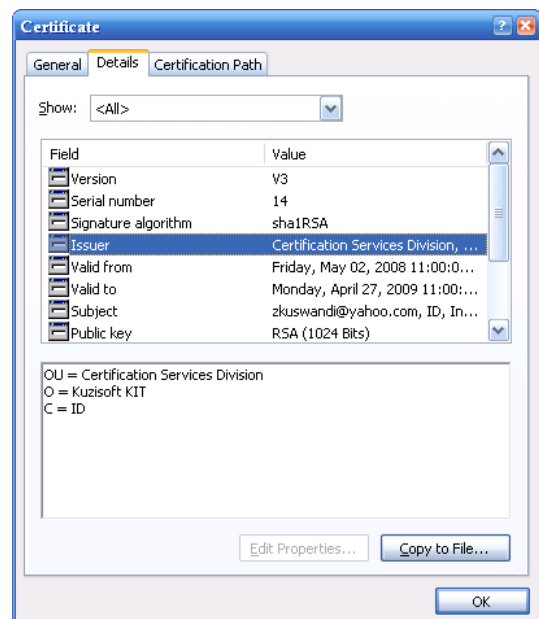 Certificate
General Details Certification Path
Show: <All>
Field Value
Version V3
Serial number 14
Signature algorithm sha1RSA
Issuer Certification Services Division, ...
Valid from Friday, May 02, 2008 11:00:0...
Valid to Monday, April 27, 2009 11:00:...
Subject zkuswandi@yahoo.com, ID, In...
Public key RSA (1024 Bits)
OU = Certification Services Division
O = Kuzisoft KIT
C = ID
Edit Properties... Copy to File...
OK